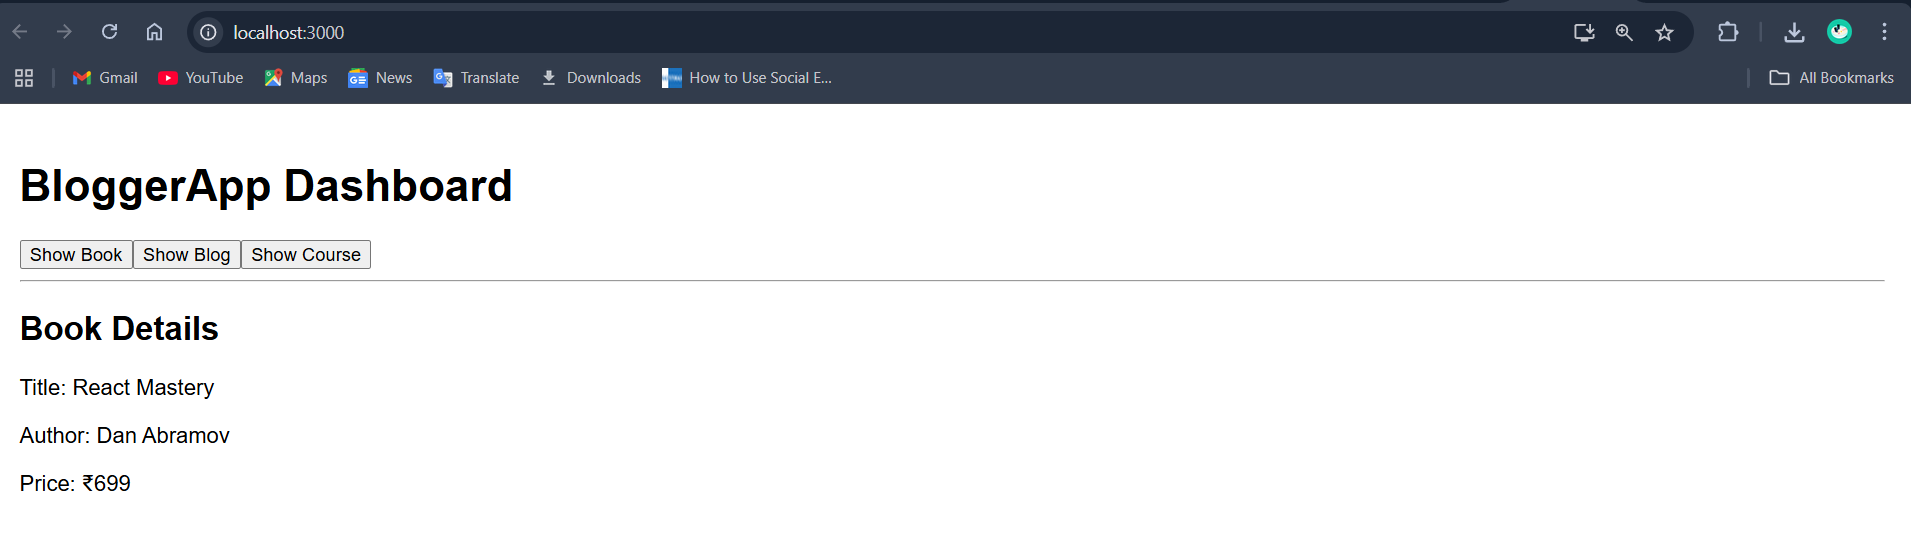 localhost:3000
Gmail YouTube Maps News Translate Downloads How to Use Social E... All Bookmarks
BloggerApp Dashboard
Show Book Show Blog Show Course
Book Details
Title: React Mastery
Author: Dan Abramov
Price: ₹699